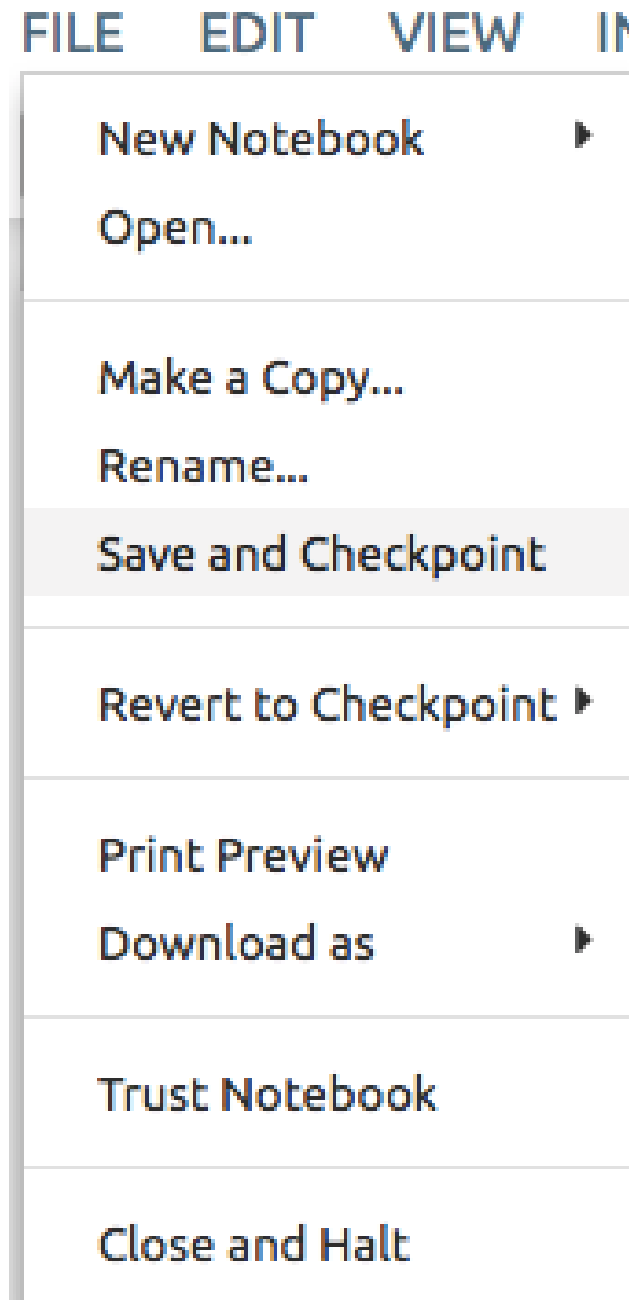 FILE EDIT VIEW
New Notebook
Open...
Make a Copy...
Rename...
Save and Checkpoint
Revert to Checkpoint
Print Preview
Download as
Trust Notebook
Close and Halt